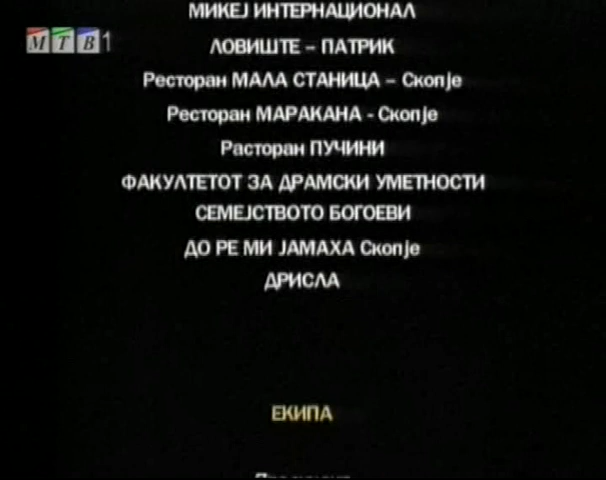 МИКЕЈ ИНТЕРНАЦИОНАЛ
МТВ1
ЛОВИШТЕ – ПАТРИК
Ресторан МАЛА СТАНИЦА – Скопје
Ресторан МАРАКАНА - Скопје
Расторан ПУЧИНИ
ФАКУЛТЕТОТ ЗА ДРАМСКИ УМЕТНОСТИ
СЕМЕЈСТВОТО БОГОЕВИ
ДО РЕ МИ ЈАМАХА Скопје
ДРИСЛА
ЕКИПА